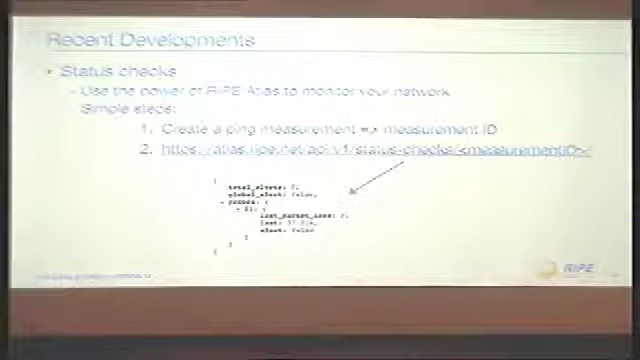 Recent Developments
• Status checks
- Use the power of RIPE Atlas to monitor your network
Simple steps:
1. Create a ping measurement => measurement ID
2. https://atlas.ripe.net/api/v1/status-checks/<measurementID>/
{
total_alerts: 0,
global_alert: false,
probes: {
last_packet_loss: 0,
alert: false
}
}
}
RIPE